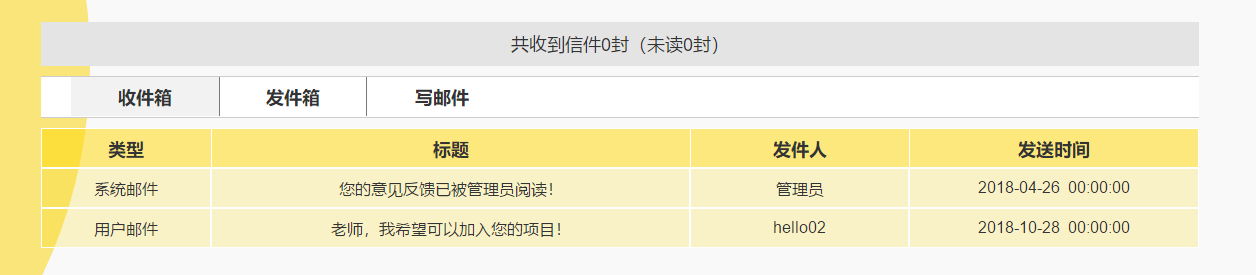 共收到信件0封（未读0封）
收件箱 发件箱 写邮件
类型 标题 发件人 发送时间
系统邮件 您的意见反馈已被管理员阅读！ 管理员 2018-04-26 00:00:00
用户邮件 老师，我希望可以加入您的项目！ hello02 2018-10-28 00:00:00